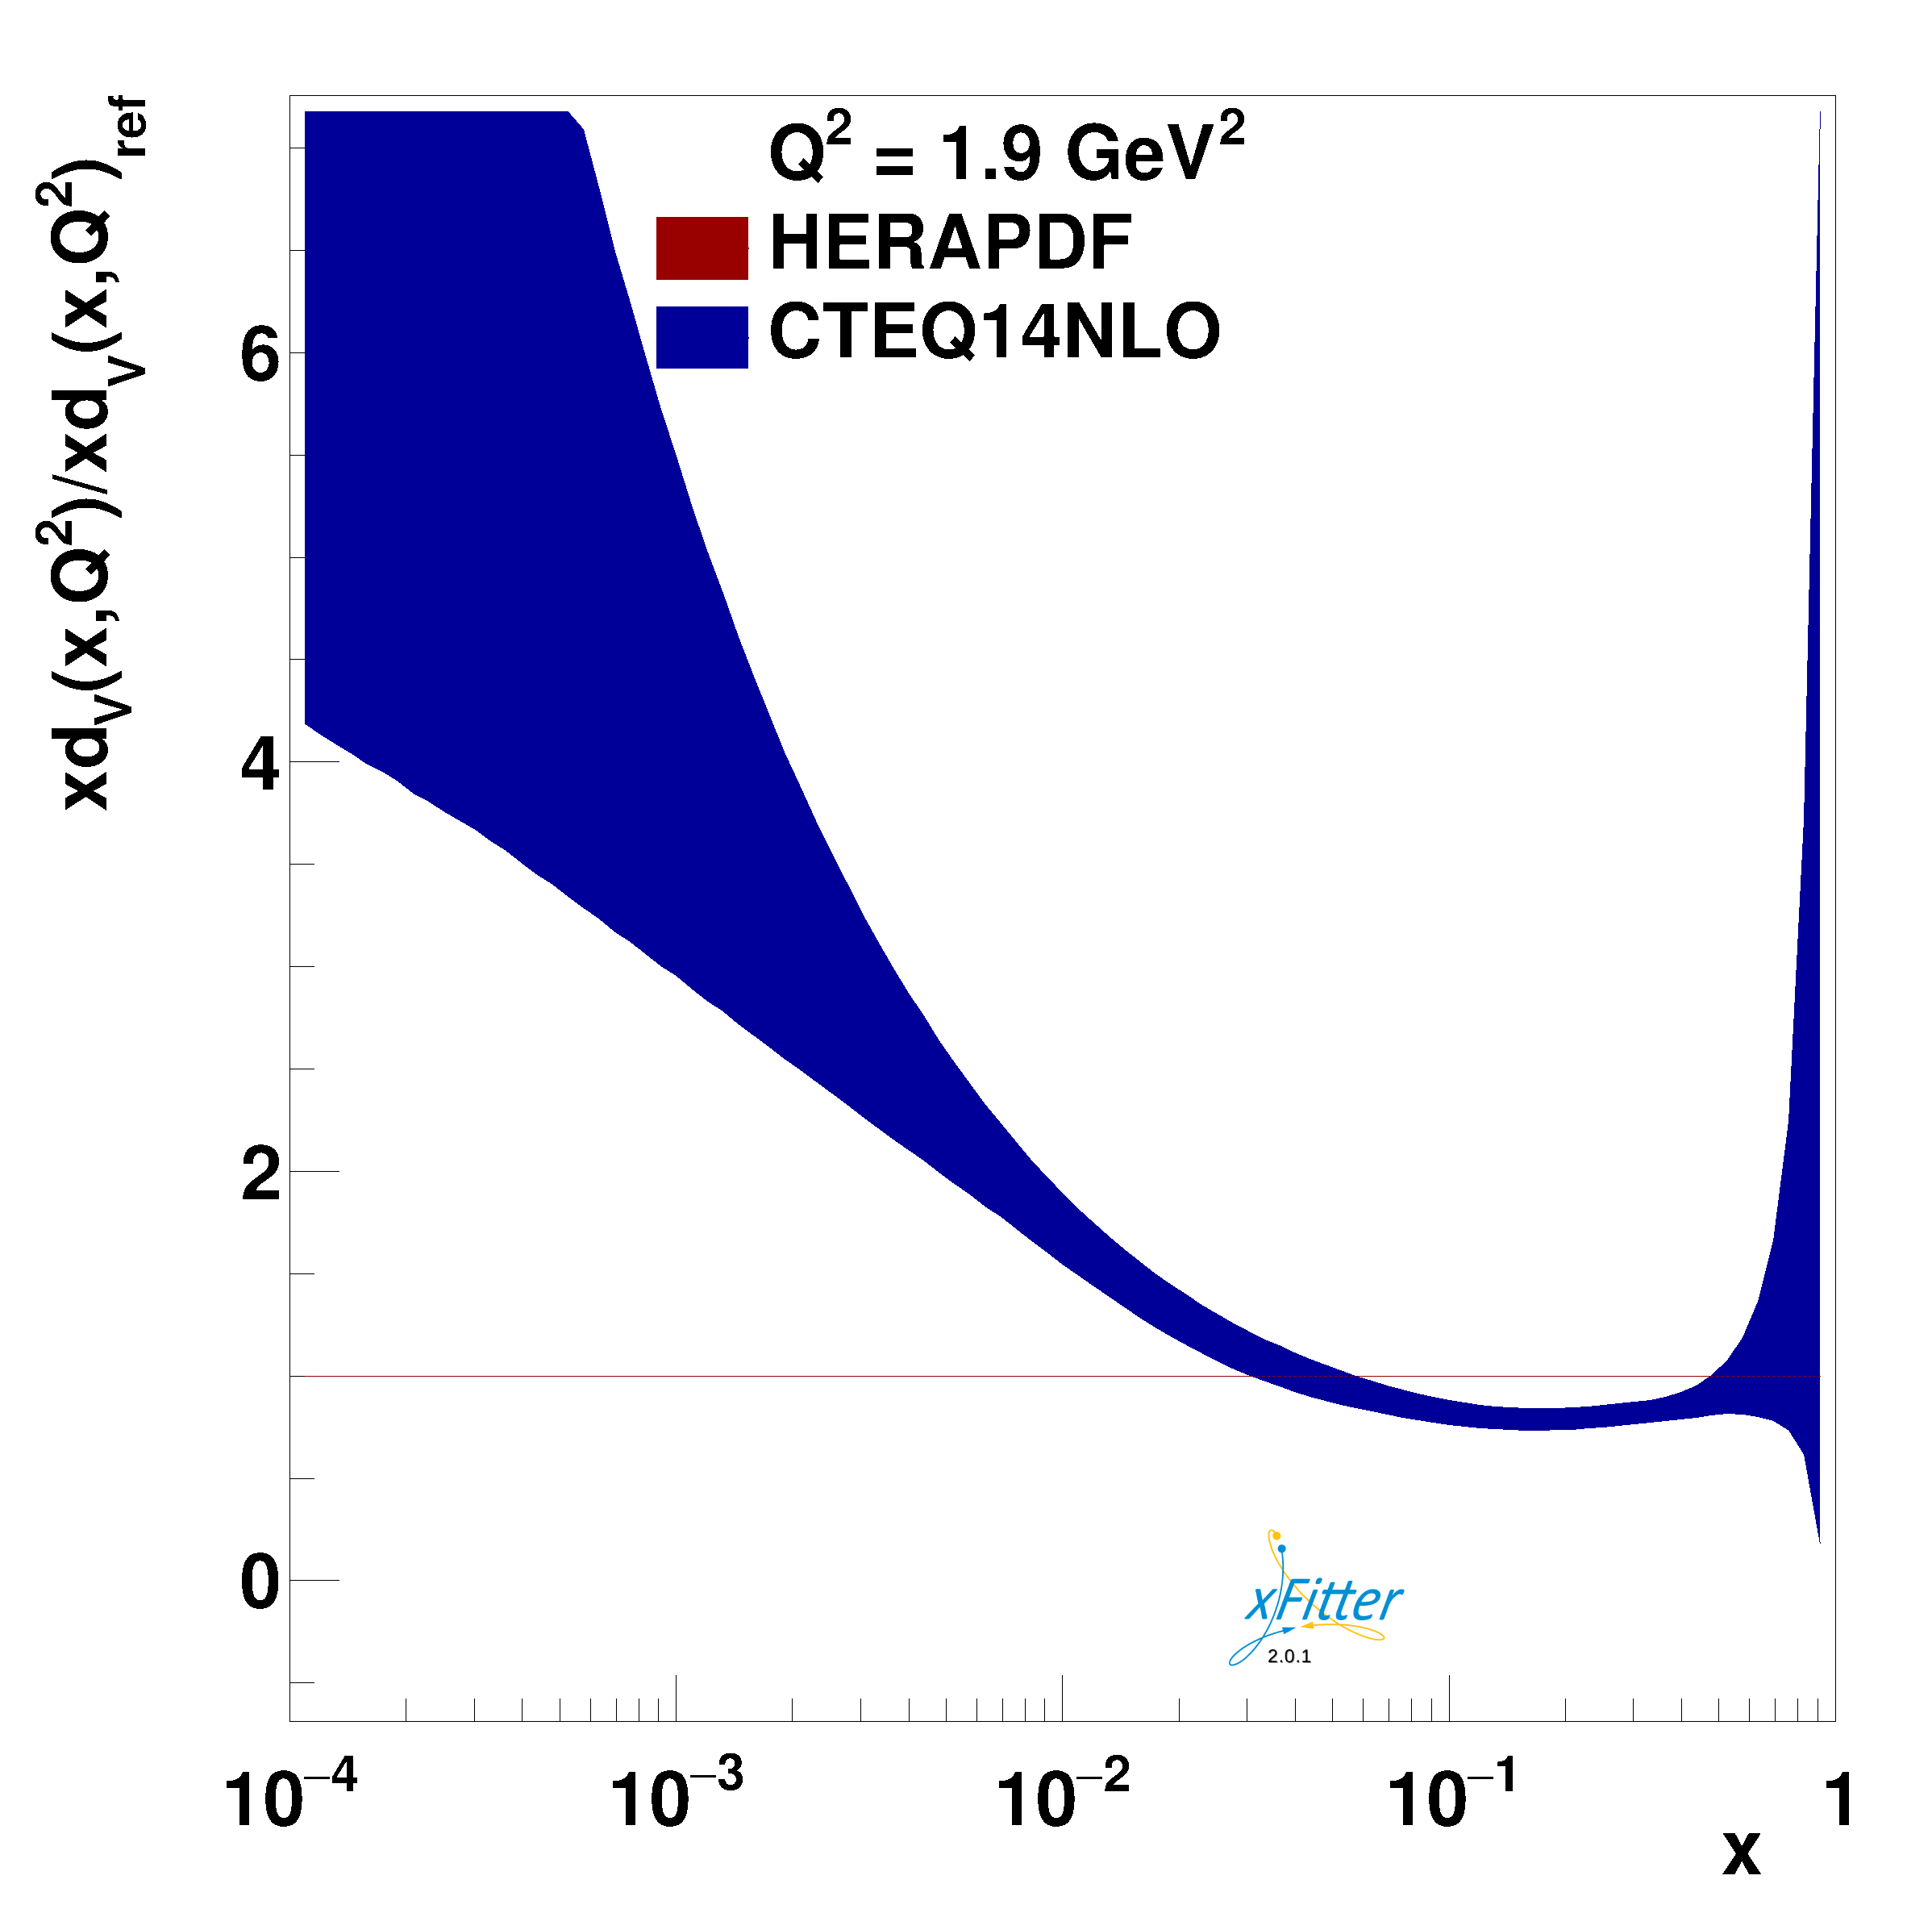 xd_V(x,Q²)/xd_V(x,Q²)_ref
Q² = 1.9 GeV²
HERAPDF
CTEQ14NLO
6
4
2
0
xFitter
2.0.1
10⁻⁴ 10⁻³ 10⁻² 10⁻¹ 1
x